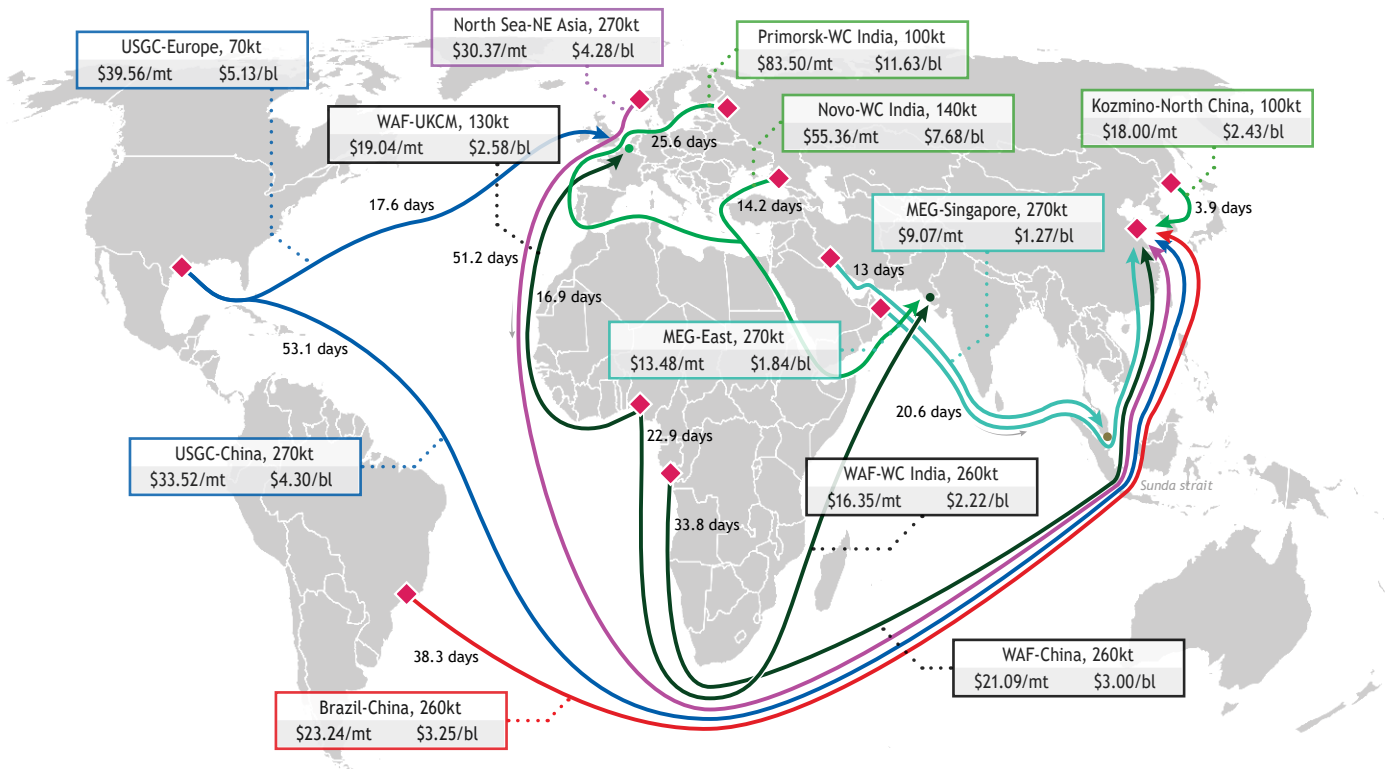 North Sea-NE Asia, 270kt
$30.37/mt $4.28/bl
USGC-Europe, 70kt
$39.56/mt $5.13/bl
Primorsk-WC India, 100kt
$83.50/mt $11.63/bl
WAF-UKCM, 130kt
$19.04/mt $2.58/bl
Novo-WC India, 140kt
$55.36/mt $7.68/bl
Kozmino-North China, 100kt
$18.00/mt $2.43/bl
25.6 days
17.6 days
14.2 days
MEG-Singapore, 270kt
$9.07/mt $1.27/bl
3.9 days
51.2 days
13 days
16.9 days
53.1 days
MEG-East, 270kt
$13.48/mt $1.84/bl
20.6 days
22.9 days
USGC-China, 270kt
$33.52/mt $4.30/bl
WAF-WC India, 260kt
$16.35/mt $2.22/bl
Sunda strait
33.8 days
38.3 days
WAF-China, 260kt
$21.09/mt $3.00/bl
Brazil-China, 260kt
$23.24/mt $3.25/bl